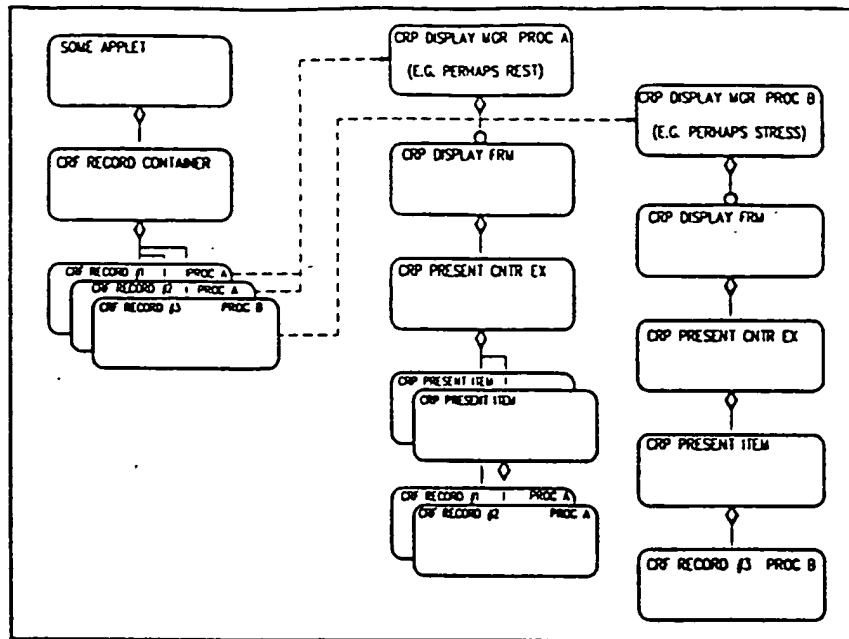 SOME APPLET
CRF RECORD CONTAINER
CRF RECORD #1 PROC A
CRF RECORD #2 PROC A
CRF RECORD #3 PROC B
CRP DISPLAY MGR PROC A
(E.G. PERHAPS REST)
CRP DISPLAY FRM
CRP PRESENT CNTR EX
CRP PRESENT ITEM
CRP PRESENT ITEM
CRF RECORD #1 PROC A
CRF RECORD #2 PROC A
CRP DISPLAY MGR PROC B
(E.G. PERHAPS STRESS)
CRP DISPLAY FRM
CRP PRESENT CNTR EX
CRP PRESENT ITEM
CRF RECORD #3 PROC B